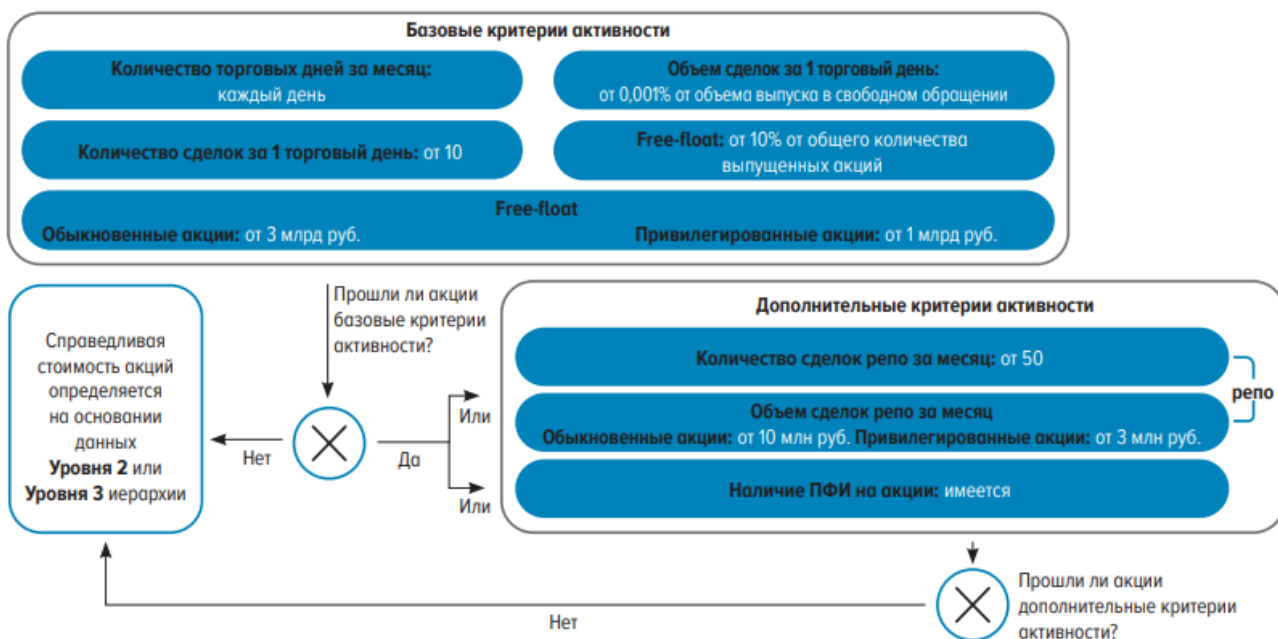 Базовые критерии активности
Количество торговых дней за месяц:
каждый день
Объем сделок за 1 торговый день:
от 0,001% от объема выпуска в свободном обращении
Количество сделок за 1 торговый день: от 10
Free-float: от 10% от общего количества
выпущенных акций
Free-float
Обыкновенные акции: от 3 млрд руб.
Привилегированные акции: от 1 млрд руб.
Прошли ли акции
базовые критерии
активности?
Справедливая
стоимость акций
определяется
на основании
данных
Уровня 2 или
Уровня 3 иерархии
Нет
Да
Или
Или
Дополнительные критерии активности
Количество сделок репо за месяц: от 50
Объем сделок репо за месяц
Обыкновенные акции: от 10 млн руб. Привилегированные акции: от 3 млн руб.
репо
Наличие ПФИ на акции: имеется
Прошли ли акции
дополнительные критерии
активности?
Нет